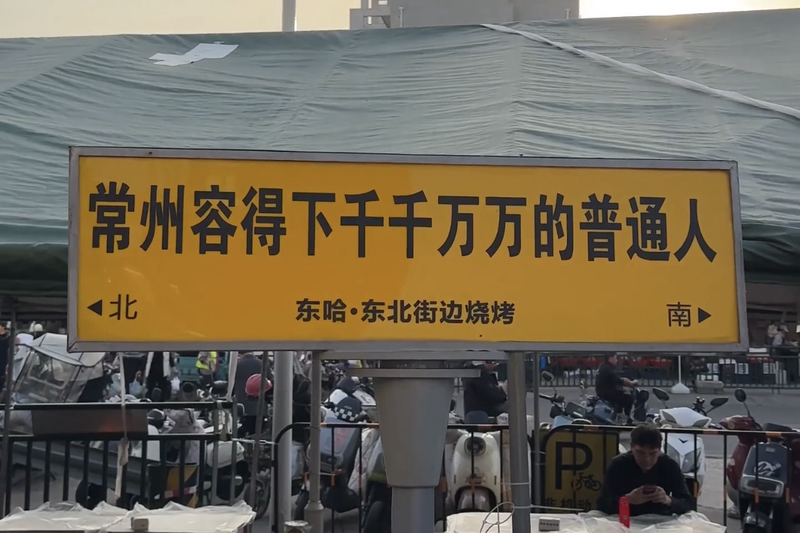 常州容得下千千万万的普通人
◀北 东哈·东北街边烧烤 南▶
P